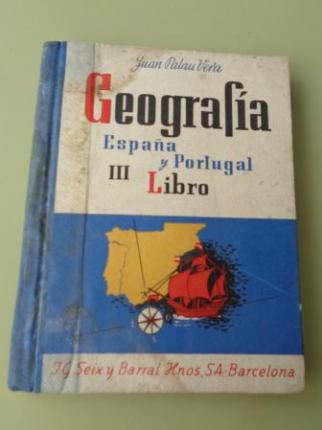 Juan Palau Vera
Geografía
España
y Portugal
III Libro
I.G. Seix y Barral Hnos, S.A-Barcelona